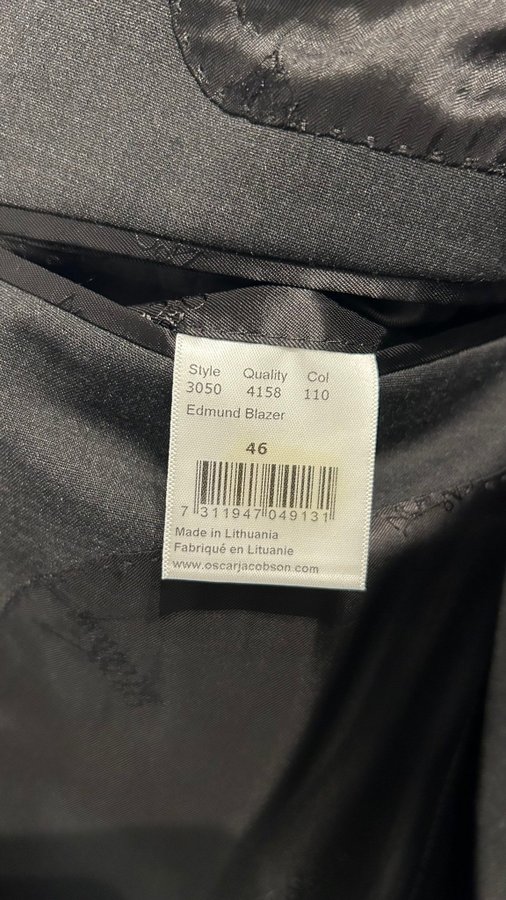 Style Quality Col
3050 4158 110
Edmund Blazer
46
7 311947 049131
Made in Lithuania
Fabriqué en Lituanie
www.oscarjacobson.com